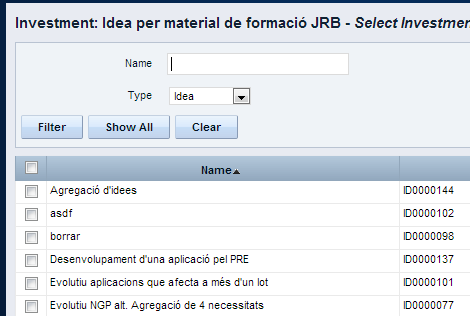 Investment: Idea per material de formació JRB - Select Investmen
Name
Type Idea
Filter Show All Clear
Name
Agregació d'idees ID0000144
asdf ID0000102
borrar ID0000098
Desenvolupament d'una aplicació pel PRE ID0000137
Evolutiu aplicacions que afecta a més d'un lot ID0000101
Evolutiu NGP alt. Agregació de 4 necessitats ID0000077